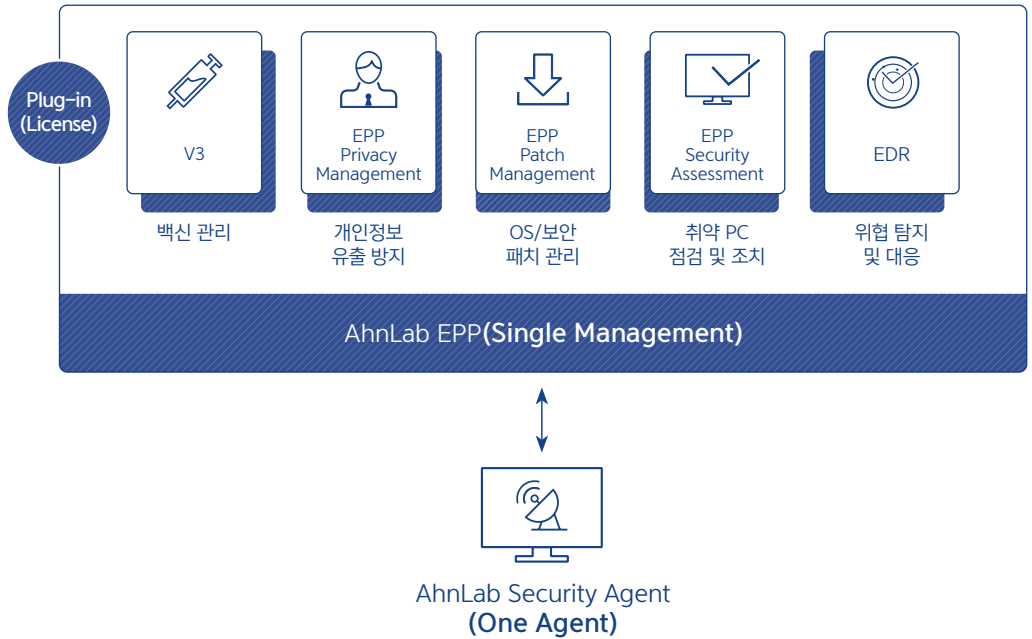 Plug-in
(License)
V3
백신 관리
EPP
Privacy
Management
개인정보
유출 방지
EPP
Patch
Management
OS/보안
패치 관리
EPP
Security
Assessment
취약 PC
점검 및 조치
EDR
위협 탐지
및 대응
AhnLab EPP(Single Management)
AhnLab Security Agent
(One Agent)